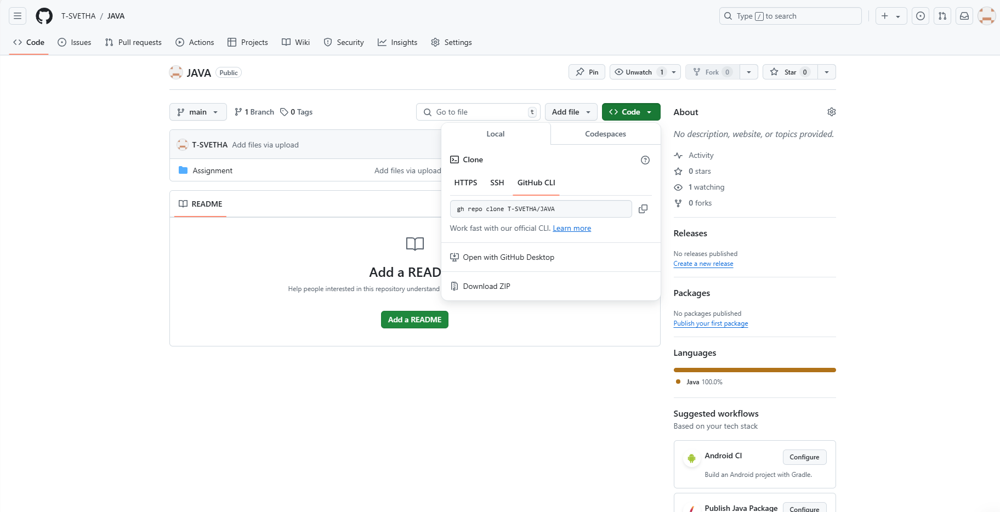 T-SVETHA / JAVA
Type / to search
Code Issues Pull requests Actions Projects Wiki Security Insights Settings
JAVA Public
Pin Unwatch 1 Fork 0 Star 0
main 1 Branch 0 Tags Go to file t Add file Code
T-SVETHA Add files via upload
Assignment Add files via upload
README
Add a READ
Help people interested in this repository understand
Add a README
Local Codespaces
Clone
HTTPS SSH GitHub CLI
gh repo clone T-SVETHA/JAVA
Work fast with our official CLI. Learn more
Open with GitHub Desktop
Download ZIP
About
No description, website, or topics provided.
Activity
0 stars
1 watching
0 forks
Releases
No releases published
Create a new release
Packages
No packages published
Publish your first package
Languages
Java 100.0%
Suggested workflows
Based on your tech stack
Android CI Configure
Build an Android project with Gradle.
Publish Java Package Configure